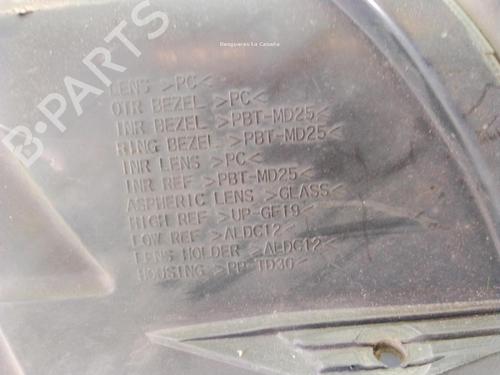 Desguaces La Cabaña
B-PARTS
LENS >PC<
OTR BEZEL >PC<
INR BEZEL >PBT-MD25<
RING BEZEL >PBT-MD25<
INR LENS >PC<
INR REF >PBT-MD25<
ASPHERIC LENS >GLASS<
HIGH REF >UP-GF19<
LOW REF >ALDC12<
LENS HOLDER >ALDC12<
HOUSING >PP-TD30<